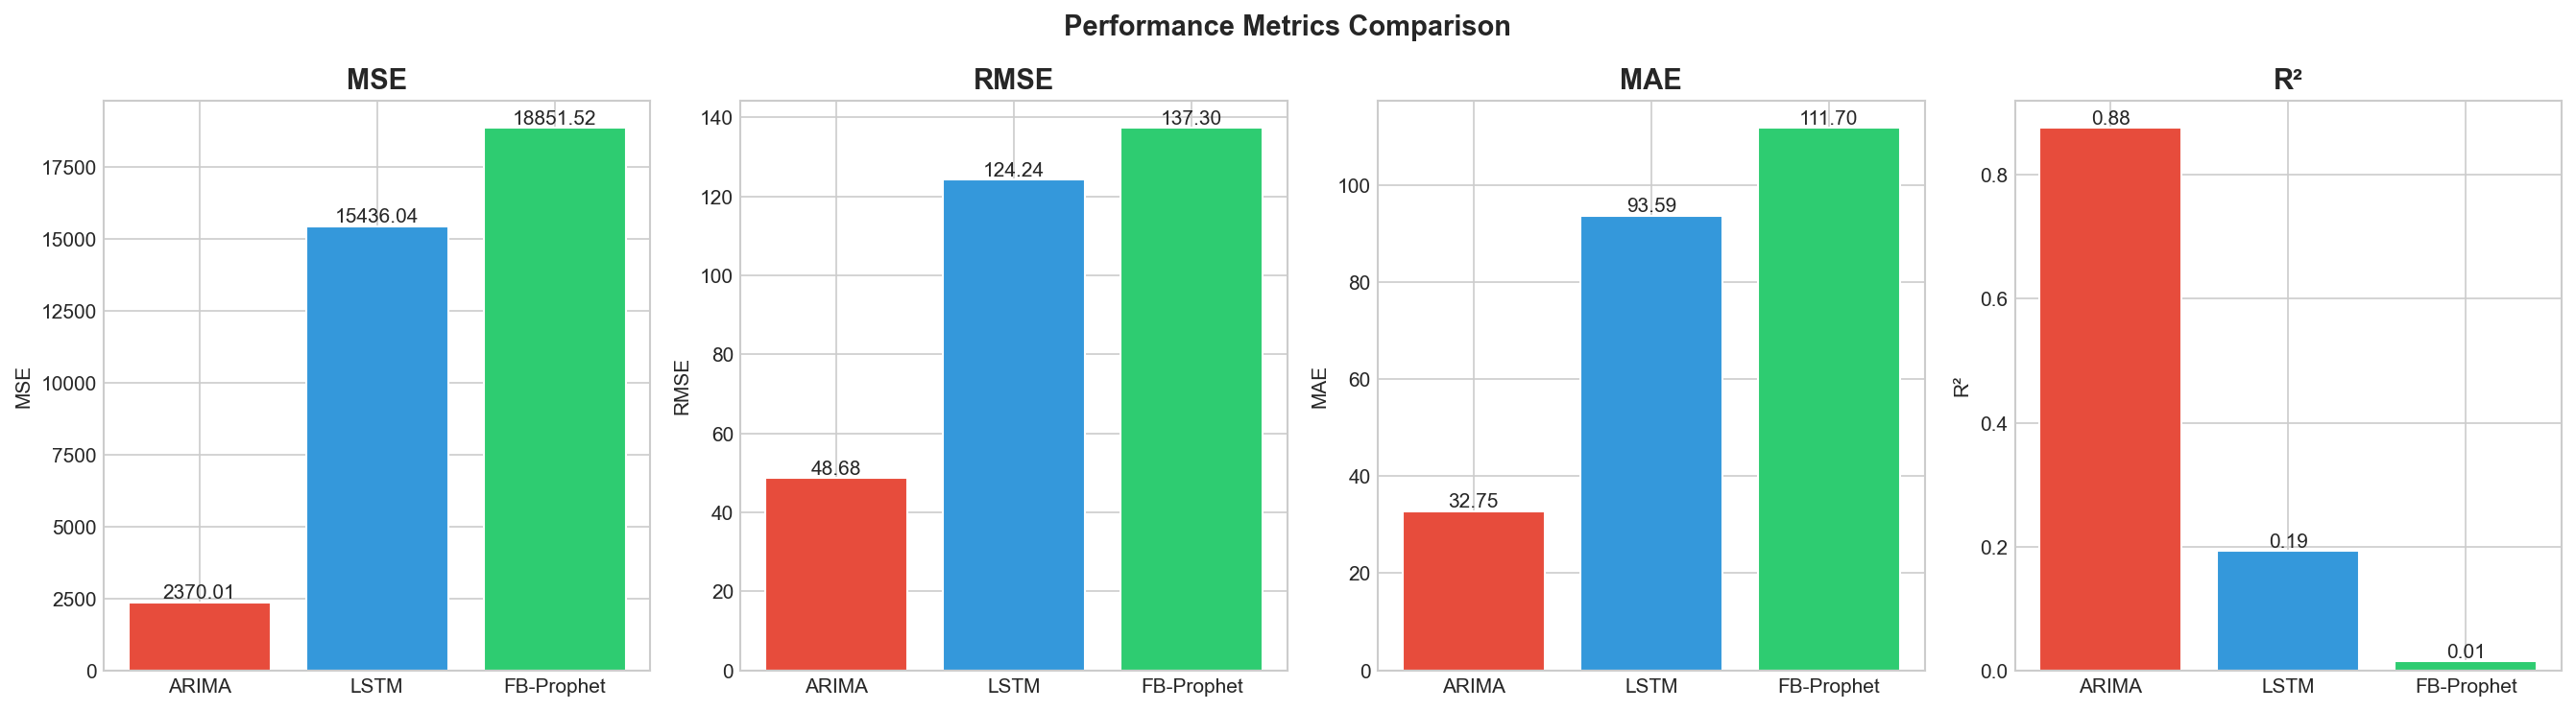 Performance Metrics Comparison
MSE
MSE
17500
15000
12500
10000
7500
5000
2500
0
2370.01
15436.04
18851.52
ARIMA
LSTM
FB-Prophet
RMSE
RMSE
140
120
100
80
60
40
20
0
48.68
124.24
137.30
ARIMA
LSTM
FB-Prophet
MAE
MAE
100
80
60
40
20
0
32.75
93.59
111.70
ARIMA
LSTM
FB-Prophet
R²
R²
0.8
0.6
0.4
0.2
0.0
0.88
0.19
0.01
ARIMA
LSTM
FB-Prophet